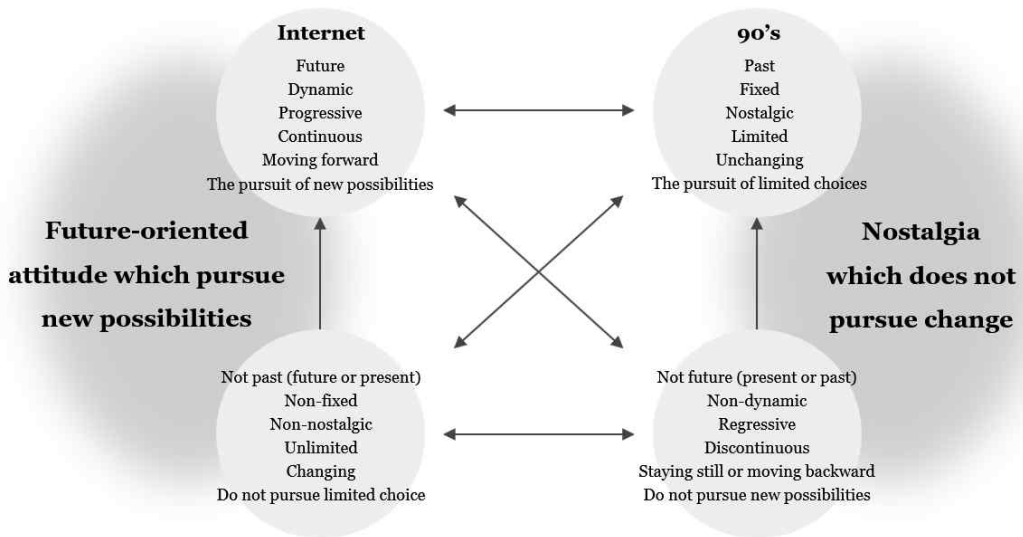 Internet
Future
Dynamic
Progressive
Continuous
Moving forward
The pursuit of new possibilities
90's
Past
Fixed
Nostalgic
Limited
Unchanging
The pursuit of limited choices
Future-oriented
attitude which pursue
new possibilities
Nostalgia
which does not
pursue change
Not past (future or present)
Non-fixed
Non-nostalgic
Unlimited
Changing
Do not pursue limited choice
Not future (present or past)
Non-dynamic
Regressive
Discontinuous
Staying still or moving backward
Do not pursue new possibilities